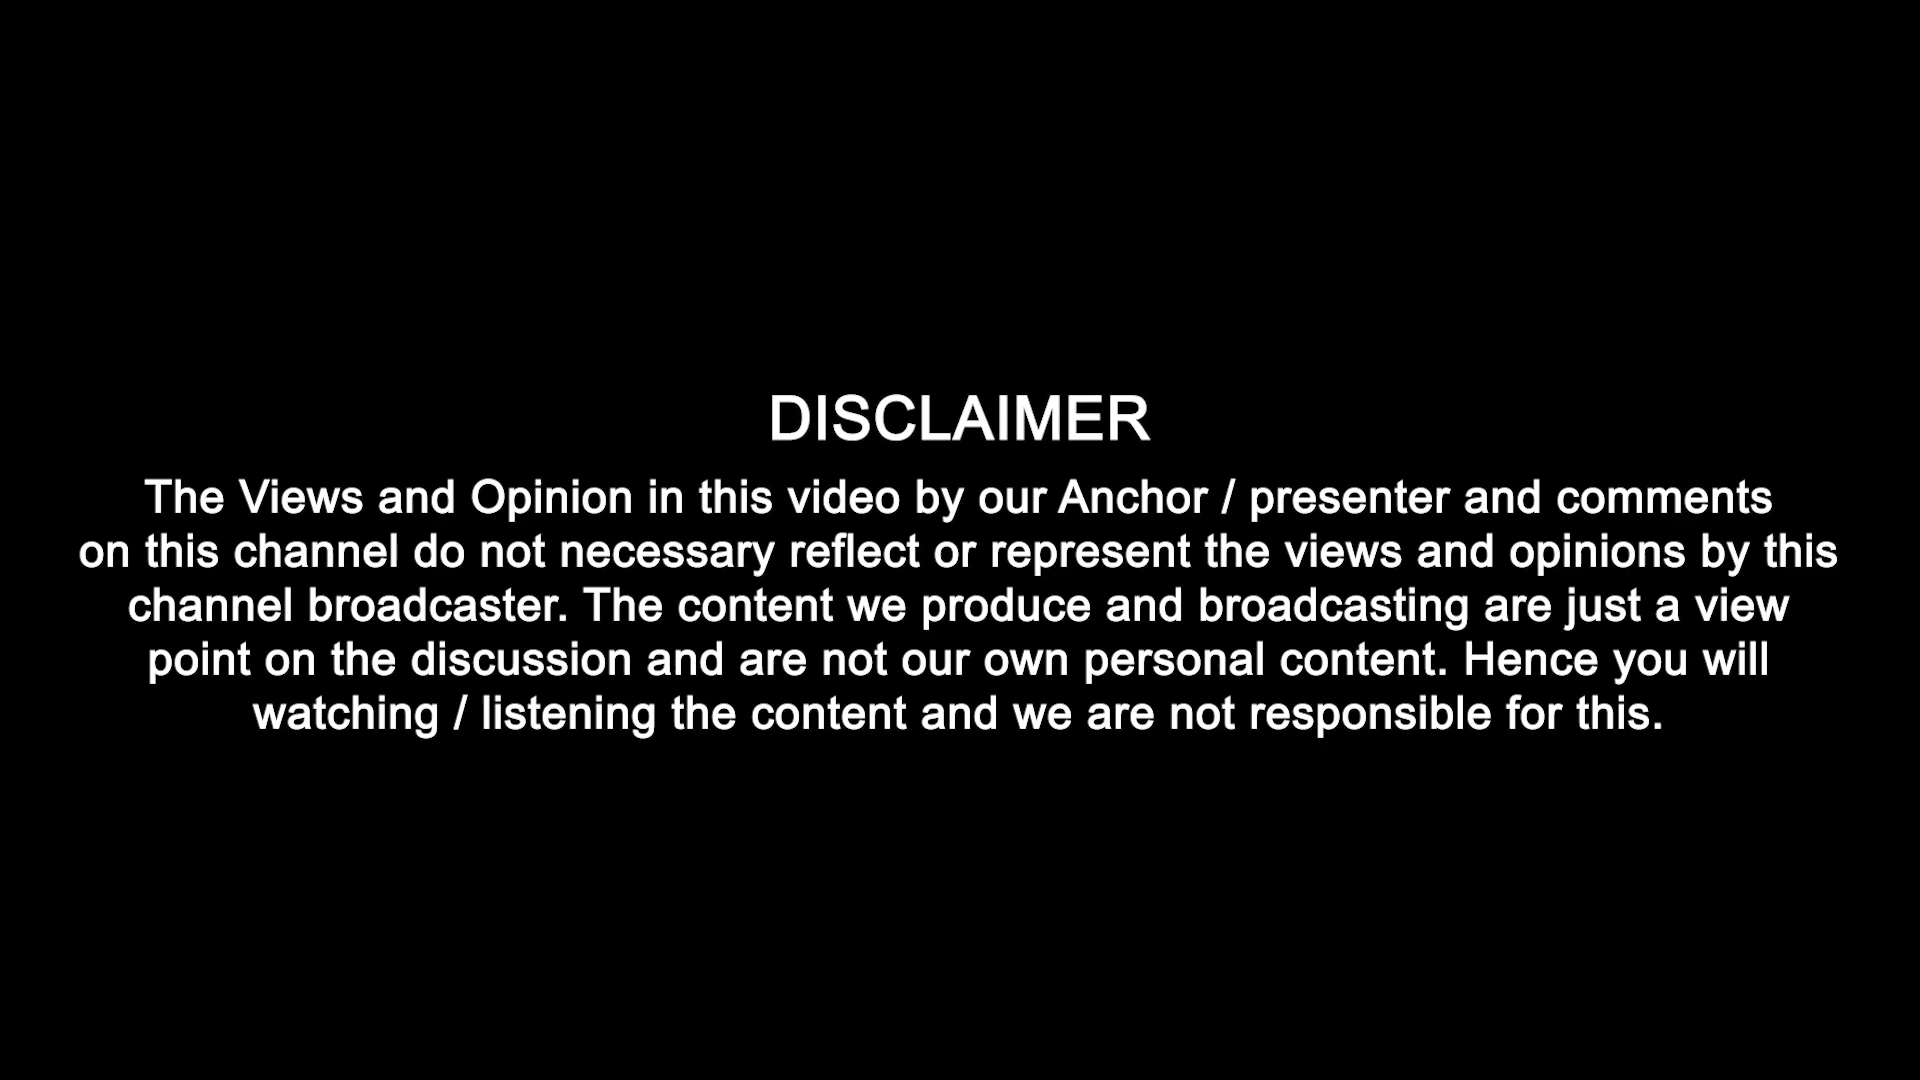 DISCLAIMER
The Views and Opinion in this video by our Anchor / presenter and comments
on this channel do not necessary reflect or represent the views and opinions by this
channel broadcaster. The content we produce and broadcasting are just a view
point on the discussion and are not our own personal content. Hence you will
watching / listening the content and we are not responsible for this.